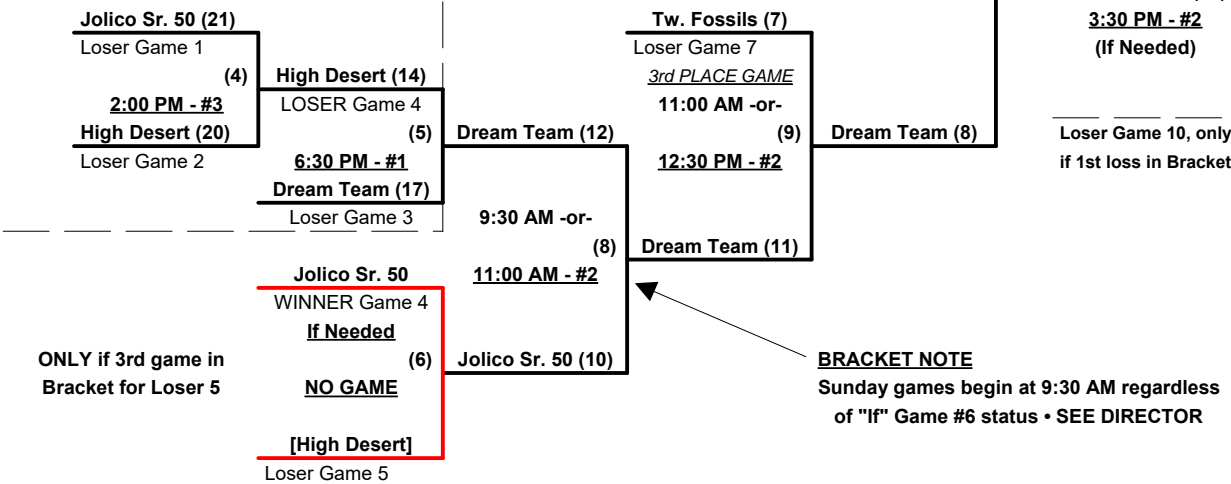 Jolico Sr. 50 (21)
Loser Game 1
(4)
2:00 PM - #3
High Desert (20)
Loser Game 2
High Desert (14)
LOSER Game 4
(5)
6:30 PM - #1
Dream Team (17)
Loser Game 3
Dream Team (12)
9:30 AM -or-
(8)
11:00 AM - #2
Jolico Sr. 50
WINNER Game 4
If Needed
(6)
NO GAME
[High Desert]
Loser Game 5
ONLY if 3rd game in
Bracket for Loser 5
Jolico Sr. 50 (10)
Tw. Fossils (7)
Loser Game 7
3rd PLACE GAME
11:00 AM -or-
(9)
12:30 PM - #2
Dream Team (11)
Dream Team (8)
3:30 PM - #2
(If Needed)
Loser Game 10, only
if 1st loss in Bracket
BRACKET NOTE
Sunday games begin at 9:30 AM regardless
of "If" Game #6 status • SEE DIRECTOR